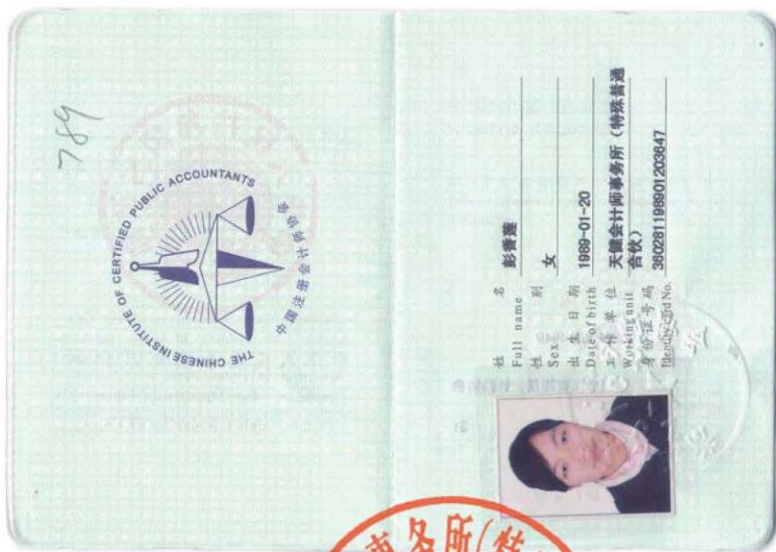 789
THE CHINESE INSTITUTE OF CERTIFIED PUBLIC ACCOUNTANTS
中国注册会计师协会
姓 名 彭香莲
Full name
性 别 女
Sex
出 生 日 期 1989-01-20
Date of birth
工 作 单 位 天健会计师事务所（特殊普通
Working unit 合伙）
身份证号码 360281198901203647
Identity card No.
事务所(特